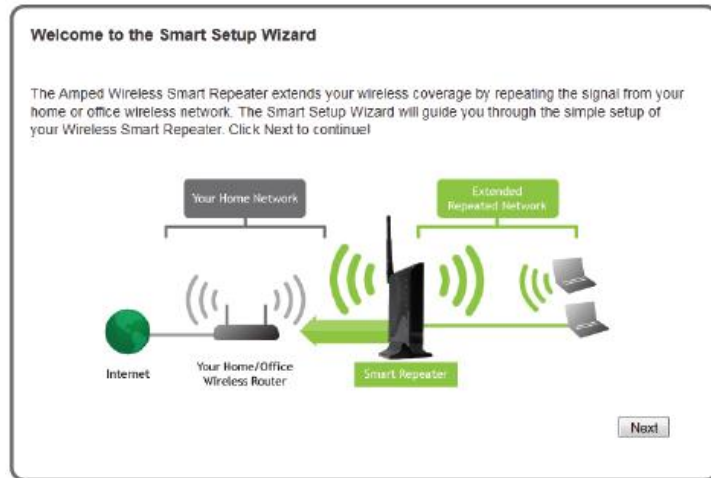 Welcome to the Smart Setup Wizard
The Amped Wireless Smart Repeater extends your wireless coverage by repeating the signal from your
home or office wireless network. The Smart Setup Wizard will guide you through the simple setup of
your Wireless Smart Repeater. Click Next to continue!
Your Home Network
Extended
Repeated Network
Internet
Your Home/Office
Wireless Router
Smart Repeater
Next